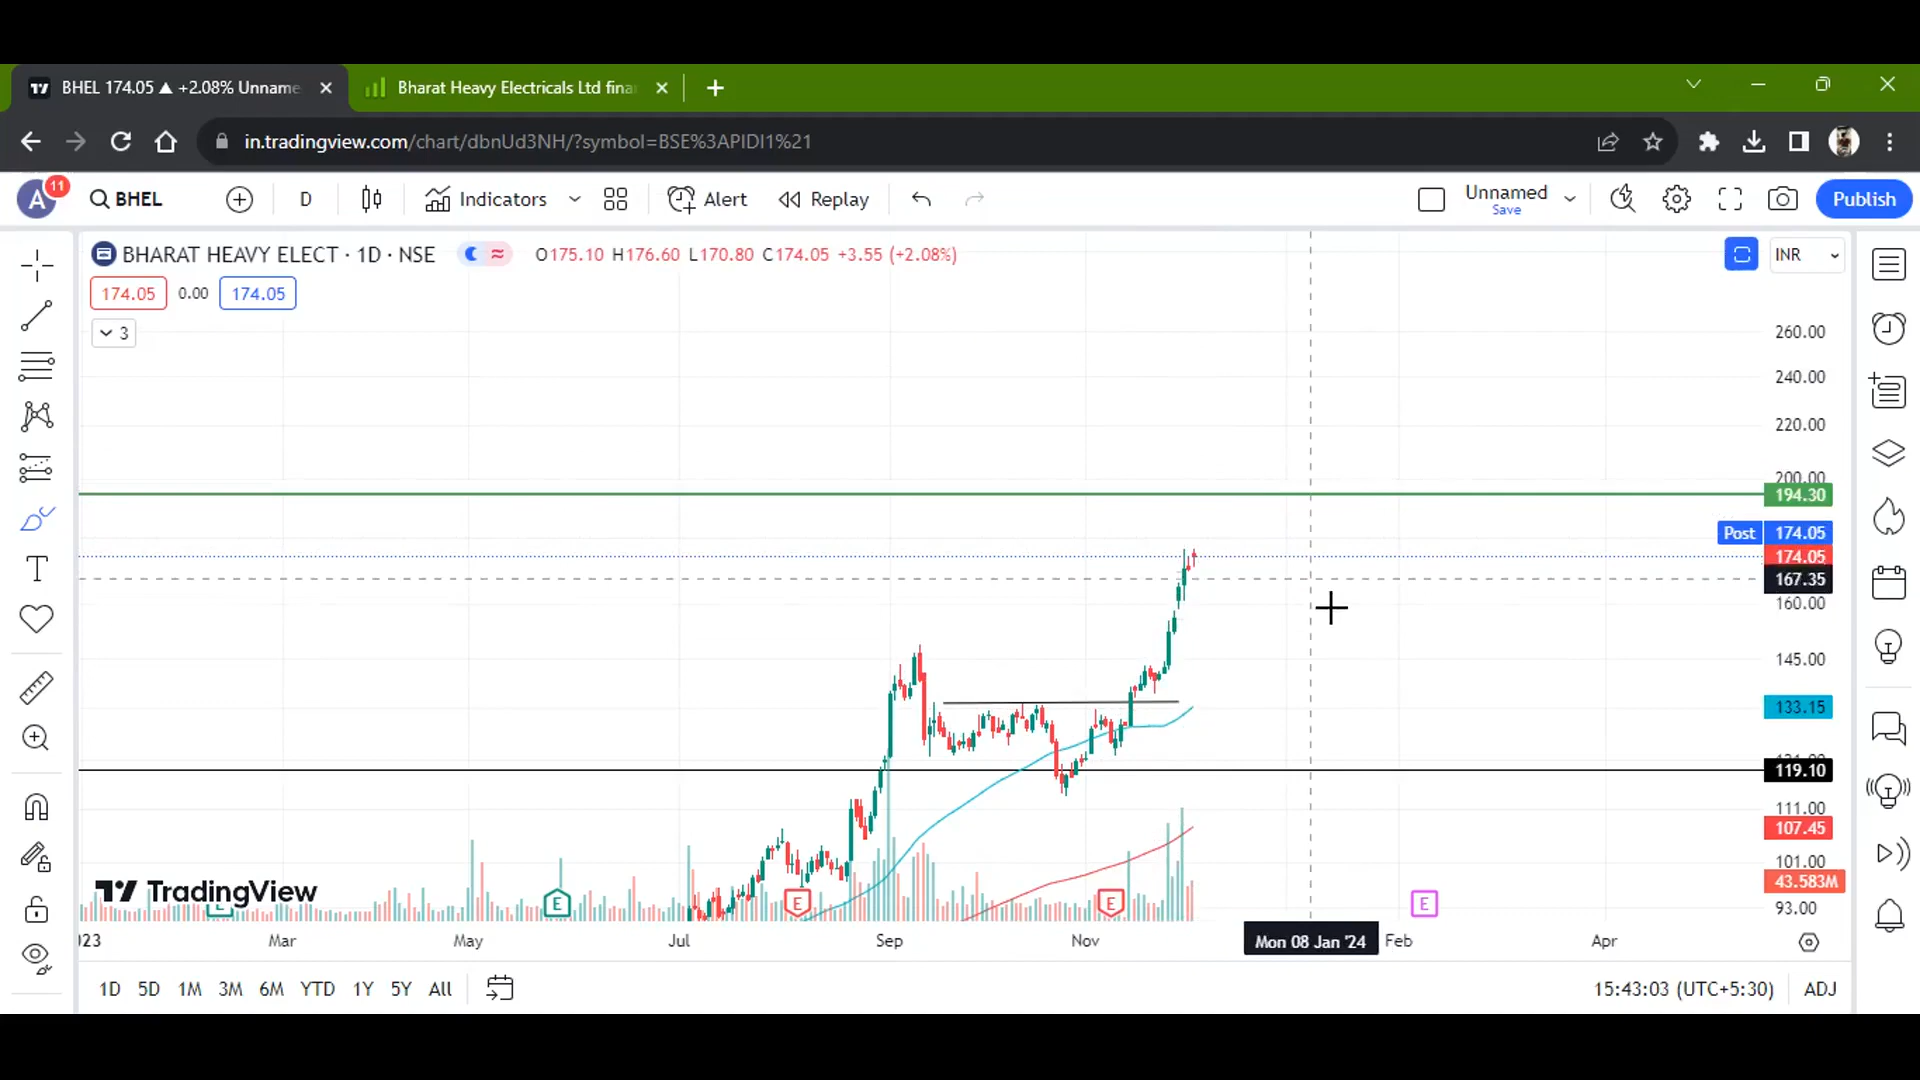 BHEL 174.05 ▲ +2.08% Unname
Bharat Heavy Electricals Ltd fina
in.tradingview.com/chart/dbnUd3NH/?symbol=BSE%3APIDI1%21
A
11
BHEL
D
Indicators
Alert
Replay
Unnamed
Save
Publish
BHARAT HEAVY ELECT · 1D · NSE
O175.10 H176.60 L170.80 C174.05 +3.55 (+2.08%)
INR
174.05 0.00 174.05
3
260.00
240.00
220.00
200.00
194.30
Post 174.05
174.05
167.35
160.00
145.00
133.15
119.10
111.00
107.45
101.00
43.583M
93.00
TradingView
E
E
E
E
Mar
May
Jul
Sep
Nov
Mon 08 Jan '24
Feb
Apr
1D 5D 1M 3M 6M YTD 1Y 5Y All
15:43:03 (UTC+5:30) ADJ